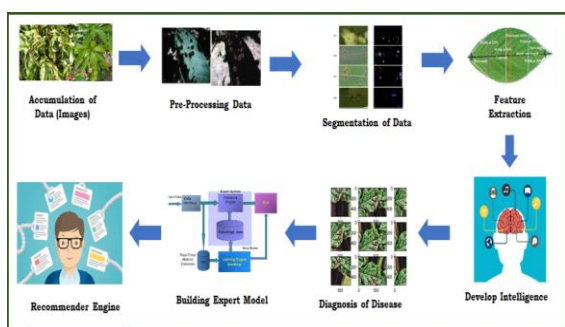 Accumulation of
Data (Images)
Pre-Processing Data
Segmentation of Data
Feature
Extraction
Recommender Engine
Building Expert Model
Diagnosis of Disease
Develop Intelligence